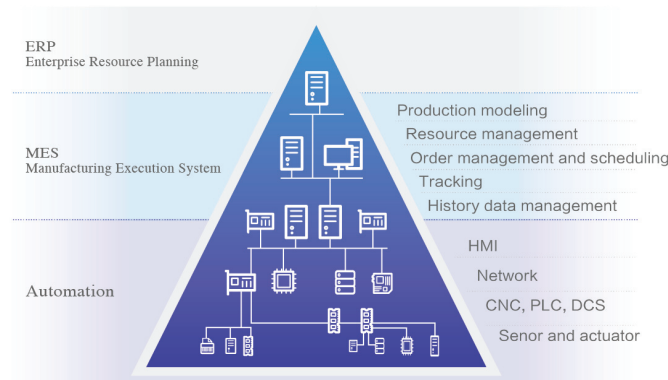 ERP
Enterprise Resource Planning
MES
Manufacturing Execution System
Production modeling
Resource management
Order management and scheduling
Tracking
History data management
Automation
HMI
Network
CNC, PLC, DCS
Senor and actuator